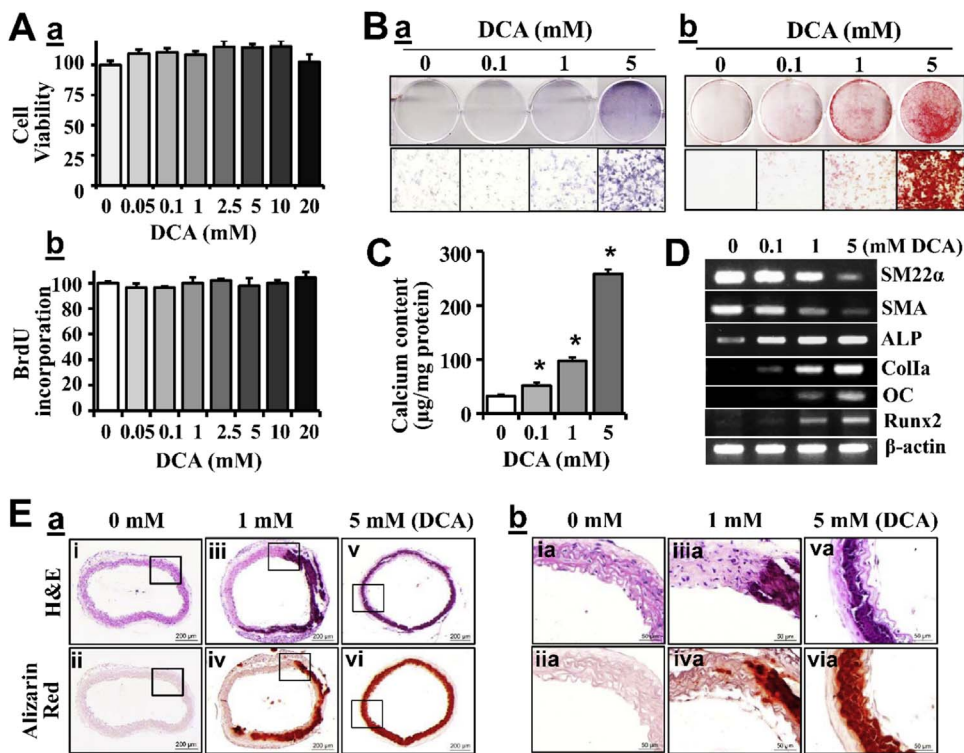 A a
Cell
Viability
100
75
50
25
0
0 0.05 0.1 1 2.5 5 10 20
DCA (mM)
b
BrdU
incorporation
100
80
60
40
20
0
0 0.05 0.1 1 2.5 5 10 20
DCA (mM)
B a
DCA (mM)
0 0.1 1 5
b
DCA (mM)
0 0.1 1 5
C
Calcium content
(µg/mg protein)
300
200
100
0
* * *
0 0.1 1 5
DCA (mM)
D
0 0.1 1 5 (mM DCA)
SM22α
SMA
ALP
ColIa
OC
Runx2
β-actin
E a
0 mM 1 mM 5 mM (DCA)
H&E
i iii v
200 µm 200 µm 200 µm
Alizarin
Red
ii iv vi
200 µm 200 µm 200 µm
b
0 mM 1 mM 5 mM (DCA)
ia iiia va
50 µm 50 µm 50 µm
iia iva via
50 µm 50 µm 50 µm